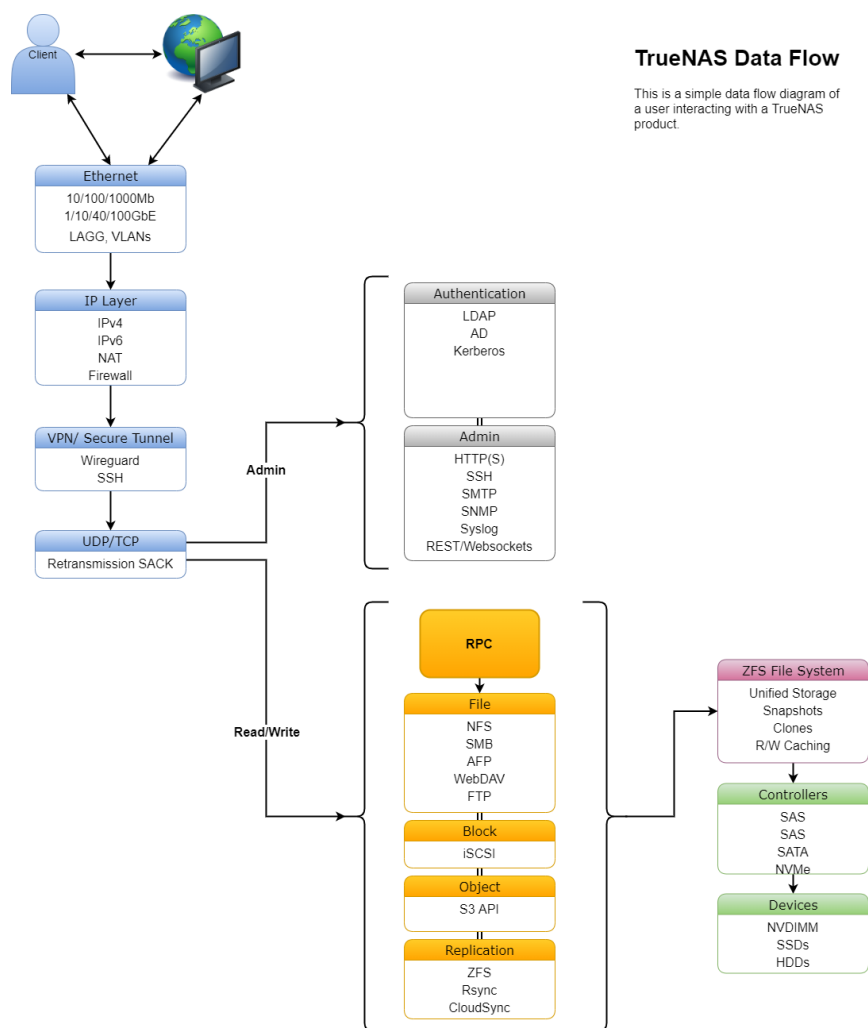 Client
TrueNAS Data Flow
This is a simple data flow diagram of
a user interacting with a TrueNAS
product.
Ethernet
10/100/1000Mb
1/10/40/100GbE
LAGG, VLANs
IP Layer
IPv4
IPv6
NAT
Firewall
VPN/ Secure Tunnel
Wireguard
SSH
UDP/TCP
Retransmission SACK
Admin
Authentication
LDAP
AD
Kerberos
Admin
HTTP(S)
SSH
SMTP
SNMP
Syslog
REST/Websockets
Read/Write
RPC
File
NFS
SMB
AFP
WebDAV
FTP
Block
iSCSI
Object
S3 API
Replication
ZFS
Rsync
CloudSync
ZFS File System
Unified Storage
Snapshots
Clones
R/W Caching
Controllers
SAS
SAS
SATA
NVMe
Devices
NVDIMM
SSDs
HDDs